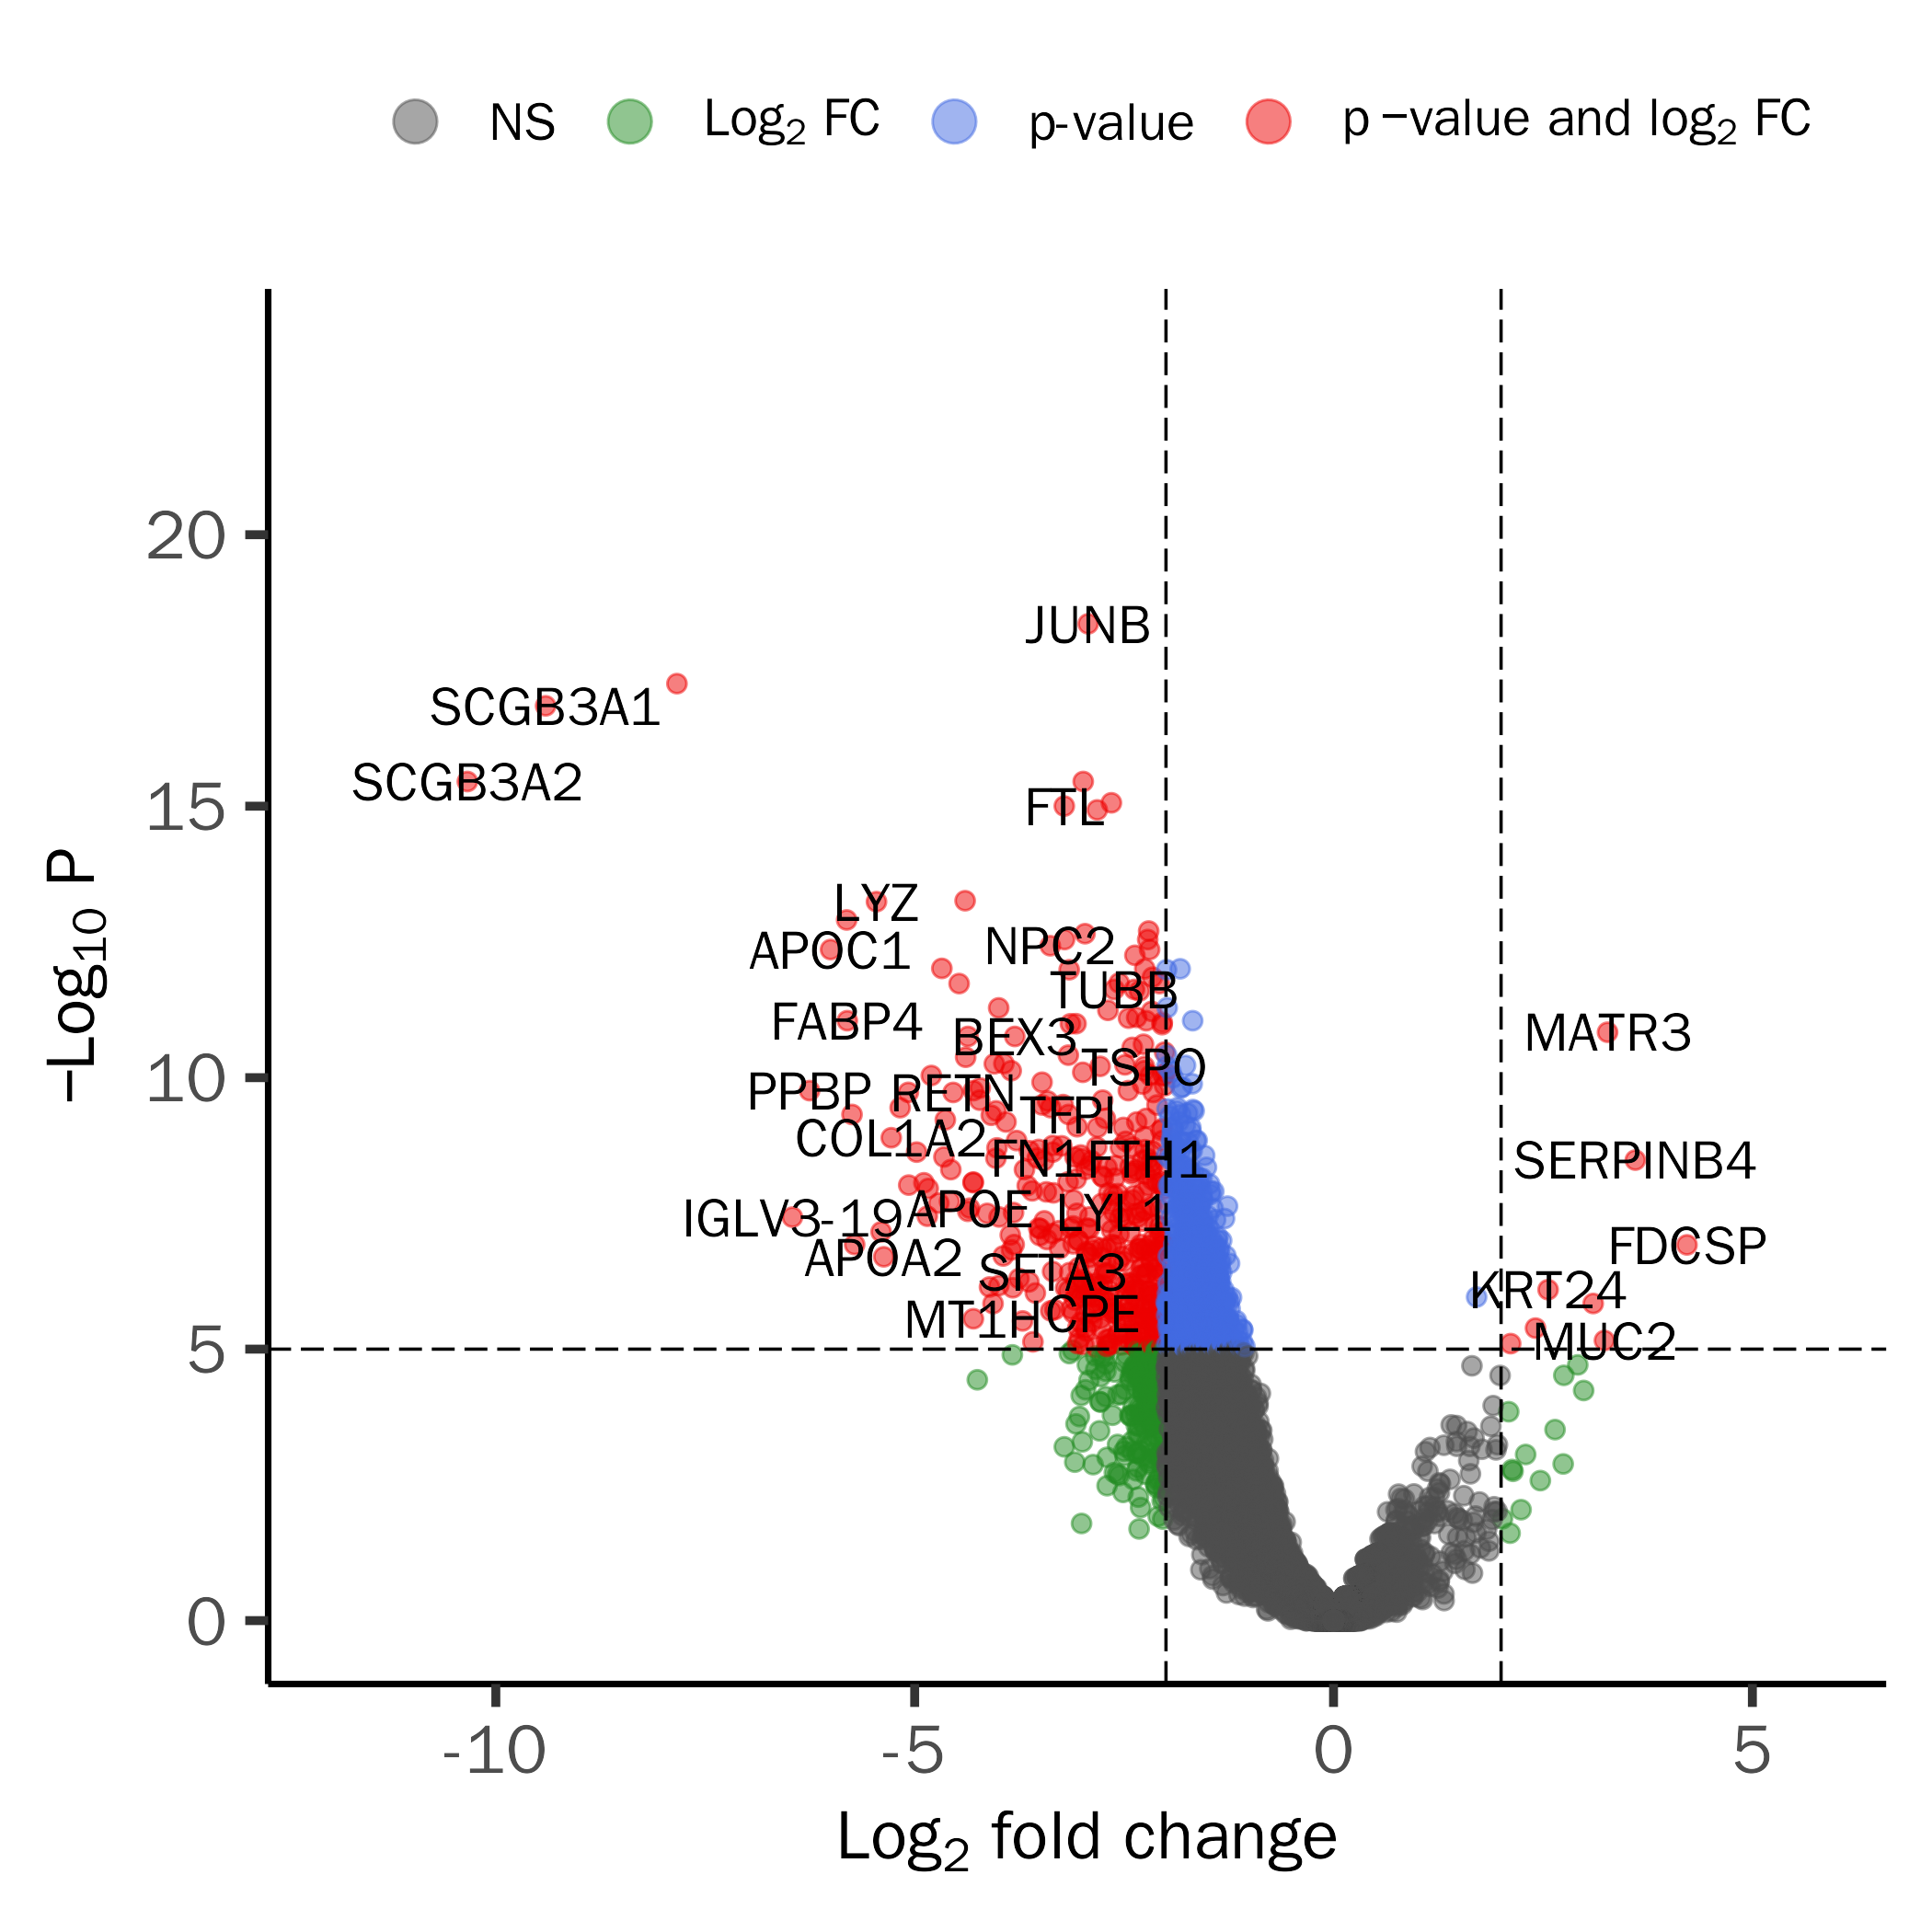 NS Log2 FC p-value p −value and log2 FC
20
JUNB
SCGB3A1
SCGB3A2
15
FTL
LYZ
NPC2
APOC1
TUBB
FABP4
BEX3
MATR3
TSPO
10
PPBP
RETN
TFPI
COL1A2
FN1
FTH1
SERPINB4
IGLV3-19
APOE
LYL1
FDCSP
APOA2
SFTA3
KRT24
MT1H
CPE
MUC2
5
0
−Log10 P
-10 -5 0 5
Log2 fold change